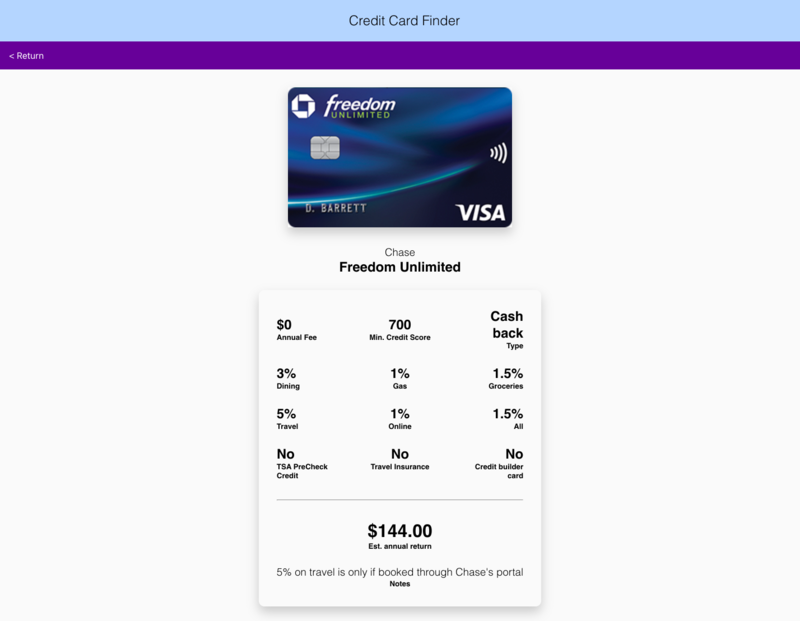 Credit Card Finder
< Return
freedom
UNLIMITED
D. BARRETT
VISA
Chase
Freedom Unlimited
$0
Annual Fee
700
Min. Credit Score
Cash
back
Type
3%
Dining
1%
Gas
1.5%
Groceries
5%
Travel
1%
Online
1.5%
All
No
TSA PreCheck
Credit
No
Travel Insurance
No
Credit builder
card
$144.00
Est. annual return
5% on travel is only if booked through Chase's portal
Notes